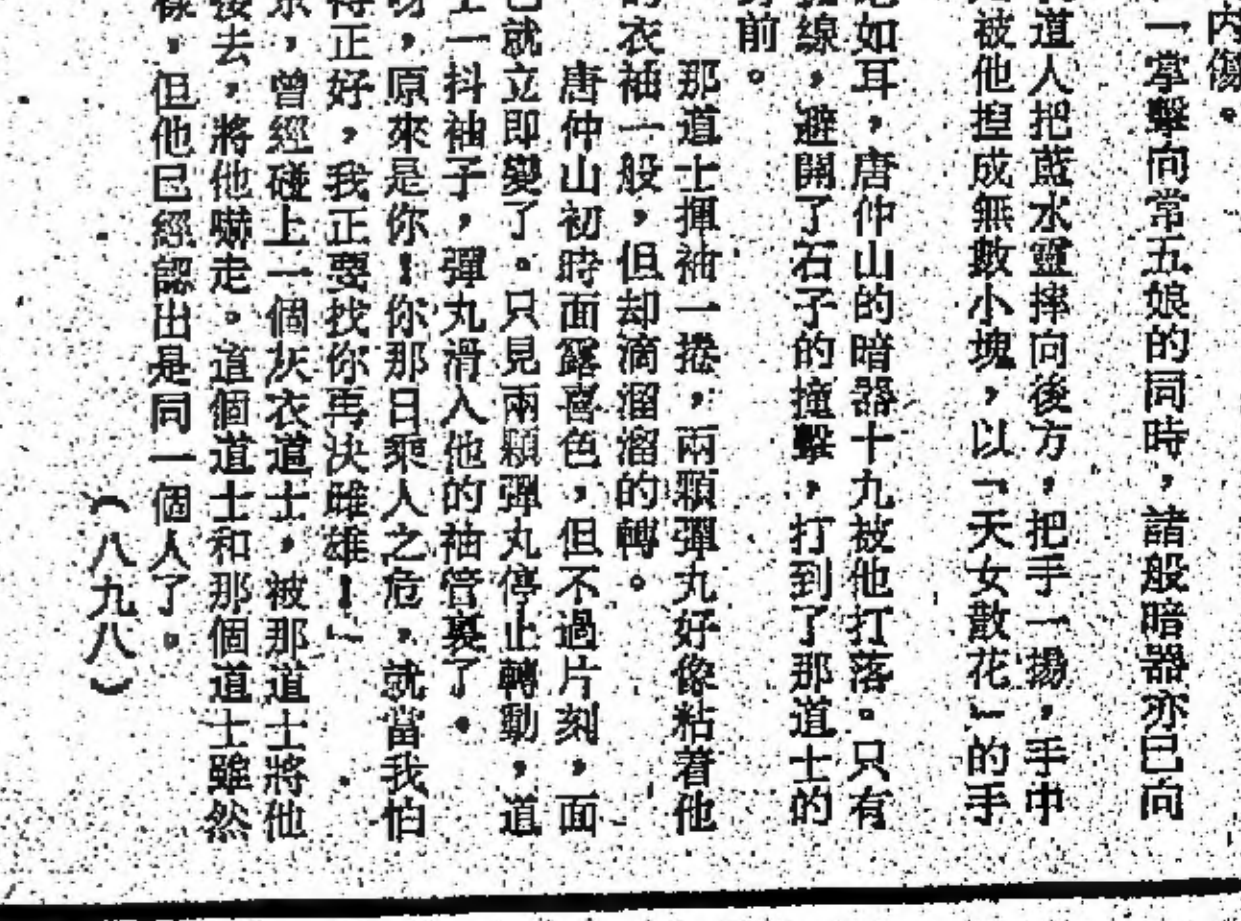 內傷。
一掌擊向常五娘的同時，諸般暗器亦已向
道人把藍水靈摔向後方，把手一揚，手中
被他揑成無數小塊，以「天女散花」的手
如耳，唐仲山的暗器十九被他打落。只有
線，避開了石子的撞擊，打到了那道士的
前。
那道士揮袖一捲，兩顆彈丸好像粘着他
衣袖一般，但却滴溜溜的轉。
唐仲山初時面露喜色，但不過片刻，面
就立即變了。只見兩顆彈丸停止轉動，道
一抖袖子，彈丸滑入他的袖管裏了。
，原來是你！你那日乘人之危，就當我怕
正好，我正要找你再決雌雄！」
，曾經碰上一個灰衣道士，被那道士將他
後去，將他嚇走。這個道士和那個道士雖然
樣，但他已經認出是同一個人了。
（八九八）